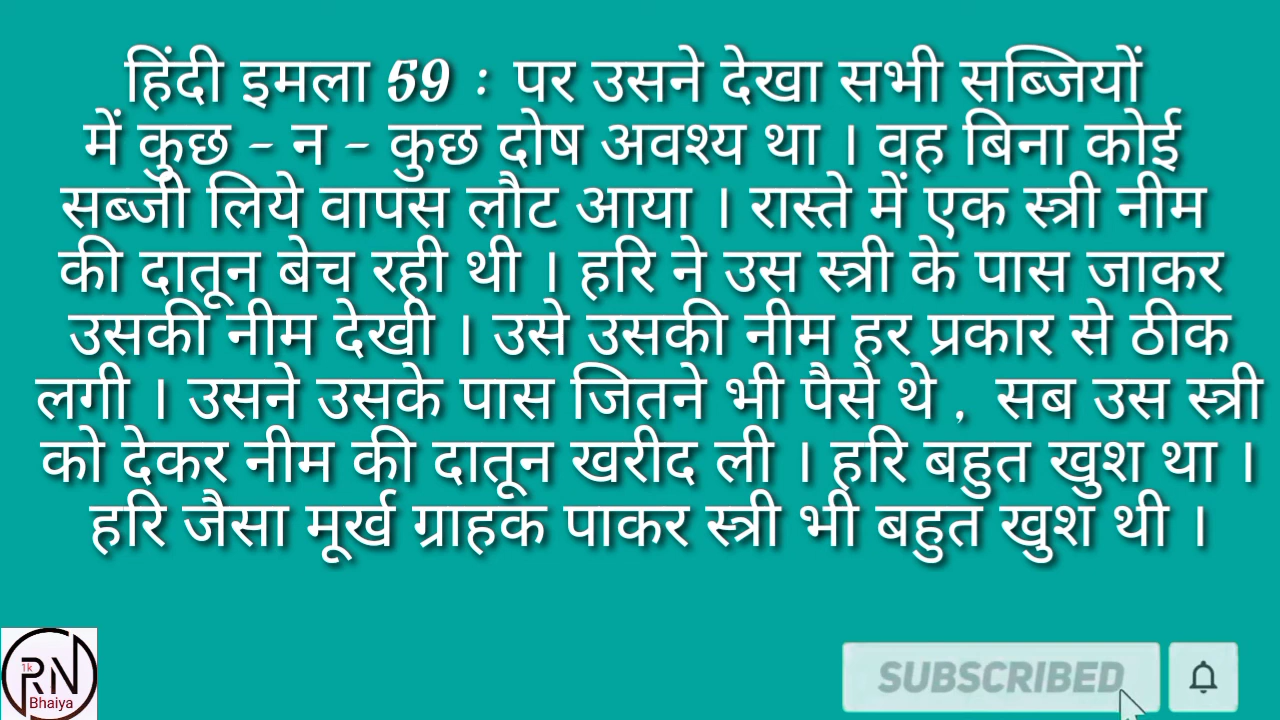 हिंदी इमला 59 : पर उसने देखा सभी सब्जियों
में कुछ - न - कुछ दोष अवश्य था । वह बिना कोई
सब्जी लिये वापस लौट आया । रास्ते में एक स्त्री नीम
की दातून बेच रही थी । हरि ने उस स्त्री के पास जाकर
उसकी नीम देखी । उसे उसकी नीम हर प्रकार से ठीक
लगी । उसने उसके पास जितने भी पैसे थे , सब उस स्त्री
को देकर नीम की दातून खरीद ली । हरि बहुत खुश था ।
हरि जैसा मूर्ख ग्राहक पाकर स्त्री भी बहुत खुश थी ।
1k
RN
Bhaiya
SUBSCRIBED